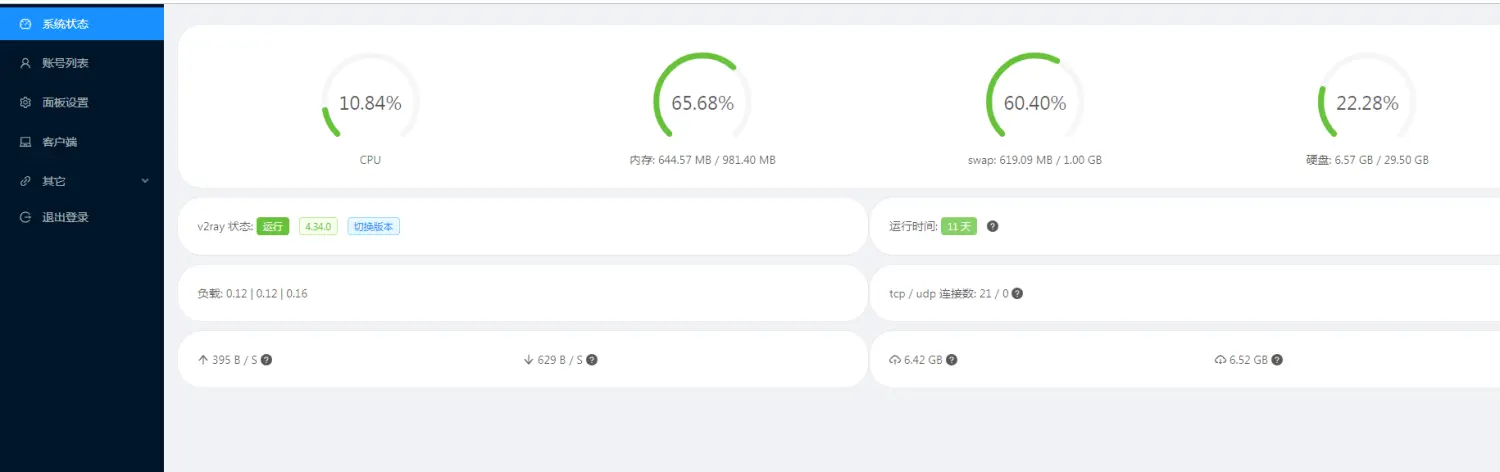 系统状态
账号列表
面板设置
客户端
其它
退出登录
10.84%
65.68%
60.40%
22.28%
CPU
内存: 644.57 MB / 981.40 MB
swap: 619.09 MB / 1.00 GB
硬盘: 6.57 GB / 29.50 GB
v2ray 状态: 运行 4.34.0 切换版本
运行时间: 11 天 ?
负载: 0.12 | 0.12 | 0.16
tcp / udp 连接数: 21 / 0 ?
↑ 395 B / S ?
↓ 629 B / S ?
6.42 GB ?
6.52 GB ?